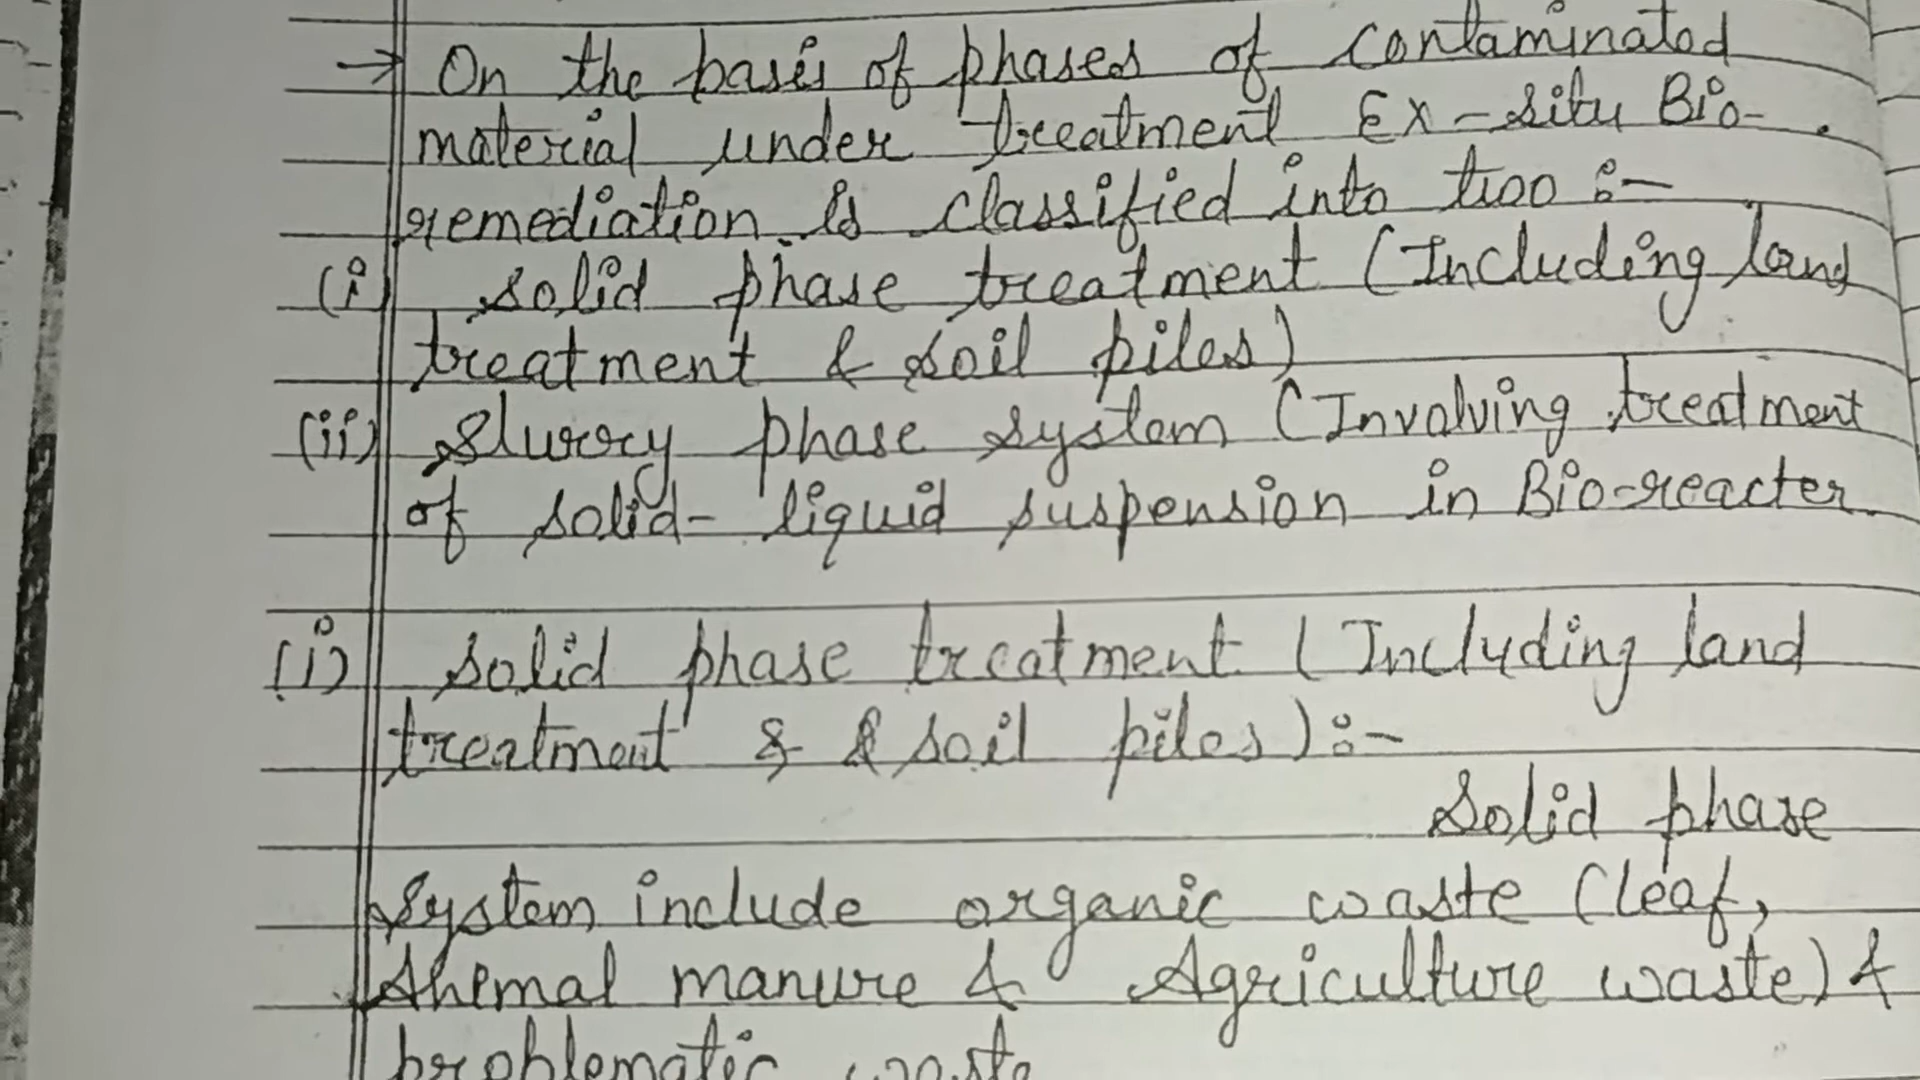 → On the basis of phases of contaminated
material under treatment Ex-situ Bio-
remediation is classified into two :-
(i) solid phase treatment (Including land
treatment & soil piles)
(ii) slurry phase system (Involving treatment
of solid-liquid suspension in Bio-reacter
(i) solid phase treatment (Including land
treatment & & soil piles) :-
Solid phase
system include organic waste (leaf,
Animal manure & Agriculture waste) &
problematic waste